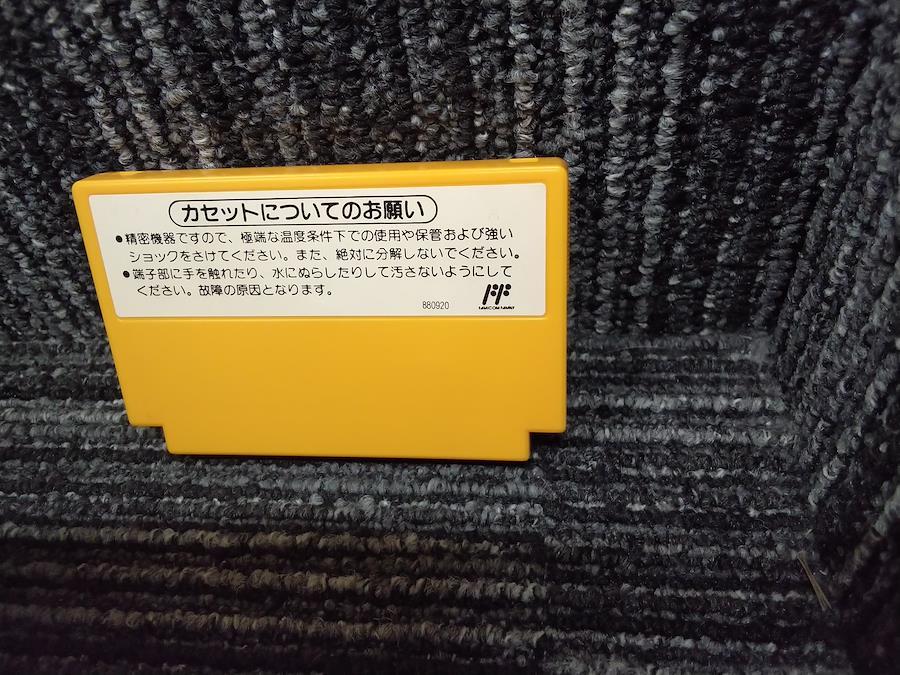 カセットについてのお願い
●精密機器ですので、極端な温度条件下での使用や保管および強い
ショックをさけてください。また、絶対に分解しないでください。
●端子部に手を触れたり、水にぬらしたりして汚さないようにして
ください。故障の原因となります。
880920
FAMICOM FAMILY